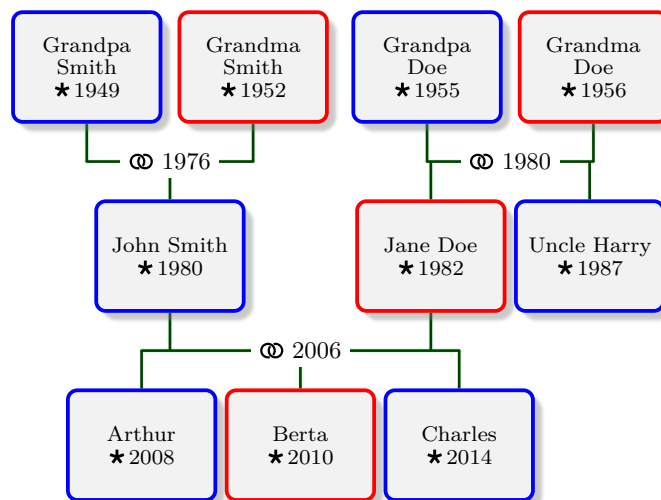 Grandpa
Smith
★ 1949
Grandma
Smith
★ 1952
Grandpa
Doe
★ 1955
Grandma
Doe
★ 1956
⚭ 1976
⚭ 1980
John Smith
★ 1980
Jane Doe
★ 1982
Uncle Harry
★ 1987
⚭ 2006
Arthur
★ 2008
Berta
★ 2010
Charles
★ 2014